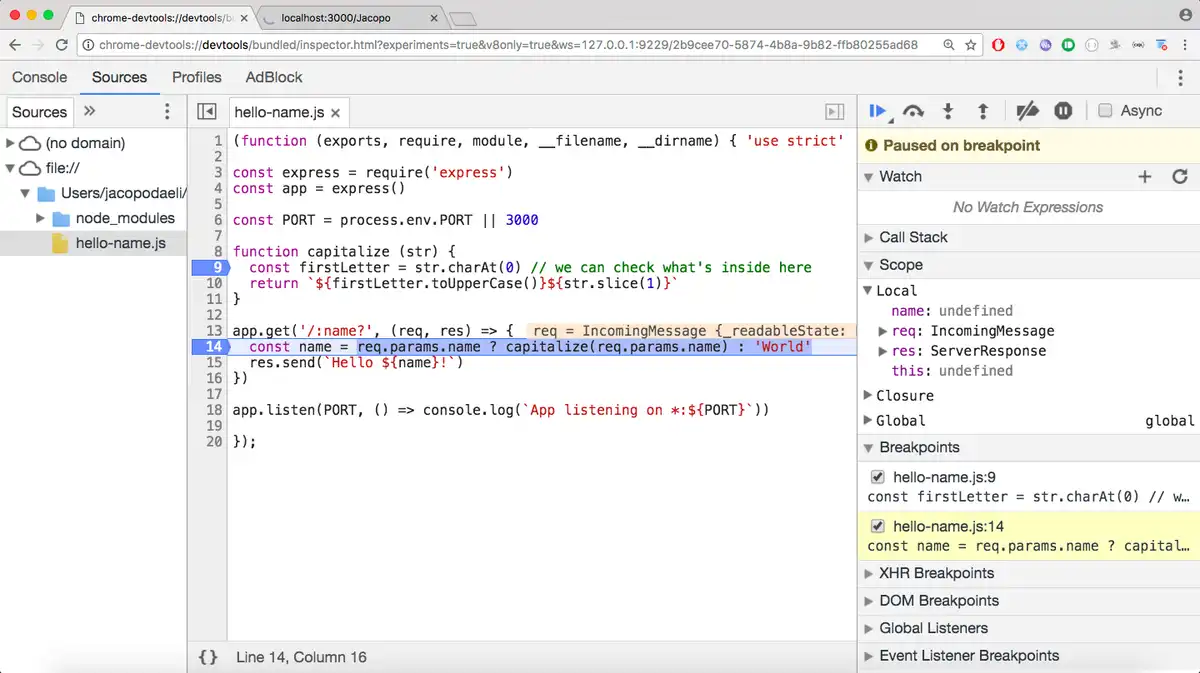 chrome-devtools://devtools/bu
localhost:3000/Jacopo
chrome-devtools://devtools/bundled/inspector.html?experiments=true&v8only=true&ws=127.0.0.1:9229/2b9cee70-5874-4b8a-9b82-ffb80255ad68
Console Sources Profiles AdBlock
Sources »
(no domain)
file://
Users/jacopodaeli/
node_modules
hello-name.js
hello-name.js
1 (function (exports, require, module, __filename, __dirname) { 'use strict'
2
3 const express = require('express')
4 const app = express()
5
6 const PORT = process.env.PORT || 3000
7
8 function capitalize (str) {
9 const firstLetter = str.charAt(0) // we can check what's inside here
10 return `${firstLetter.toUpperCase()}${str.slice(1)}`
11 }
12
13 app.get('/:name?', (req, res) => { req = IncomingMessage {_readableState:
14 const name = req.params.name ? capitalize(req.params.name) : 'World'
15 res.send(`Hello ${name}!`)
16 })
17
18 app.listen(PORT, () => console.log(`App listening on *:${PORT}`))
19
20 });
{} Line 14, Column 16
Async
Paused on breakpoint
Watch
No Watch Expressions
Call Stack
Scope
Local
name: undefined
req: IncomingMessage
res: ServerResponse
this: undefined
Closure
Global global
Breakpoints
hello-name.js:9
const firstLetter = str.charAt(0) // w…
hello-name.js:14
const name = req.params.name ? capital…
XHR Breakpoints
DOM Breakpoints
Global Listeners
Event Listener Breakpoints